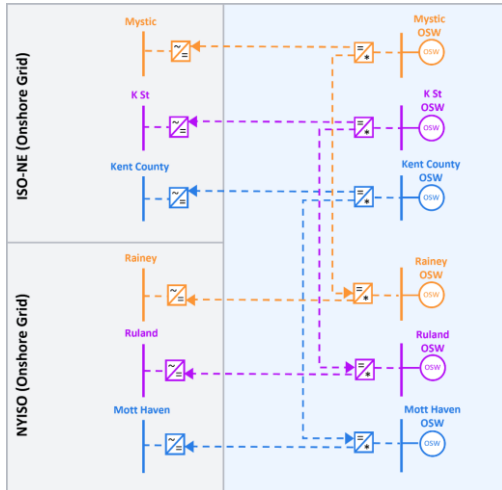 ISO-NE (Onshore Grid)
Mystic
~
=
=
*
Mystic
OSW
OSW
K St
~
=
=
*
K St
OSW
OSW
Kent County
~
=
=
*
Kent County
OSW
OSW
NYISO (Onshore Grid)
Rainey
~
=
=
*
Rainey
OSW
OSW
Ruland
~
=
=
*
Ruland
OSW
OSW
Mott Haven
~
=
=
*
Mott Haven
OSW
OSW